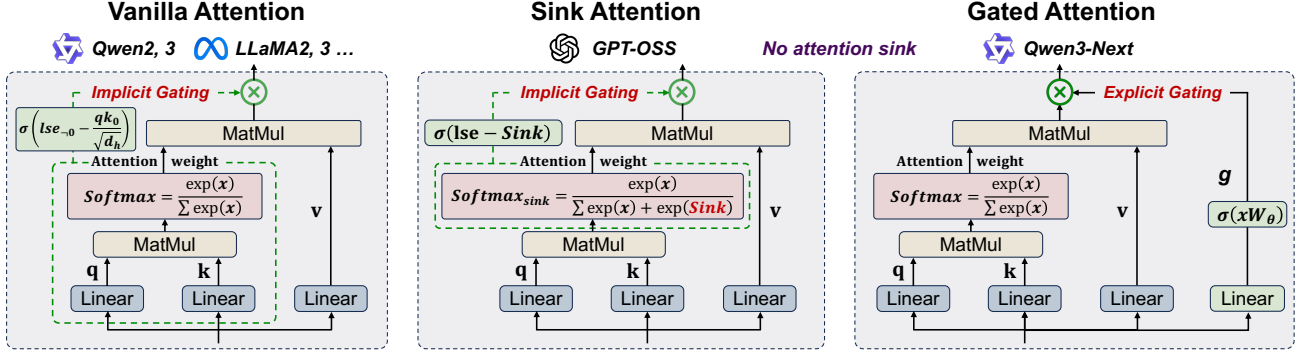 Vanilla Attention
Qwen2, 3
LLaMA2, 3 …
Implicit Gating
σ(lse¬0 − qk0/√dh)
MatMul
Attention weight
Softmax = exp(x)/∑ exp(x)
v
MatMul
q
k
Linear
Linear
Linear
Sink Attention
GPT-OSS
No attention sink
Implicit Gating
σ(lse − Sink)
MatMul
Attention weight
Softmaxsink = exp(x)/∑ exp(x) + exp(Sink)
v
MatMul
q
k
Linear
Linear
Linear
Gated Attention
Qwen3-Next
Explicit Gating
MatMul
Attention weight
g
Softmax = exp(x)/∑ exp(x)
v
σ(xWθ)
MatMul
q
k
Linear
Linear
Linear
Linear